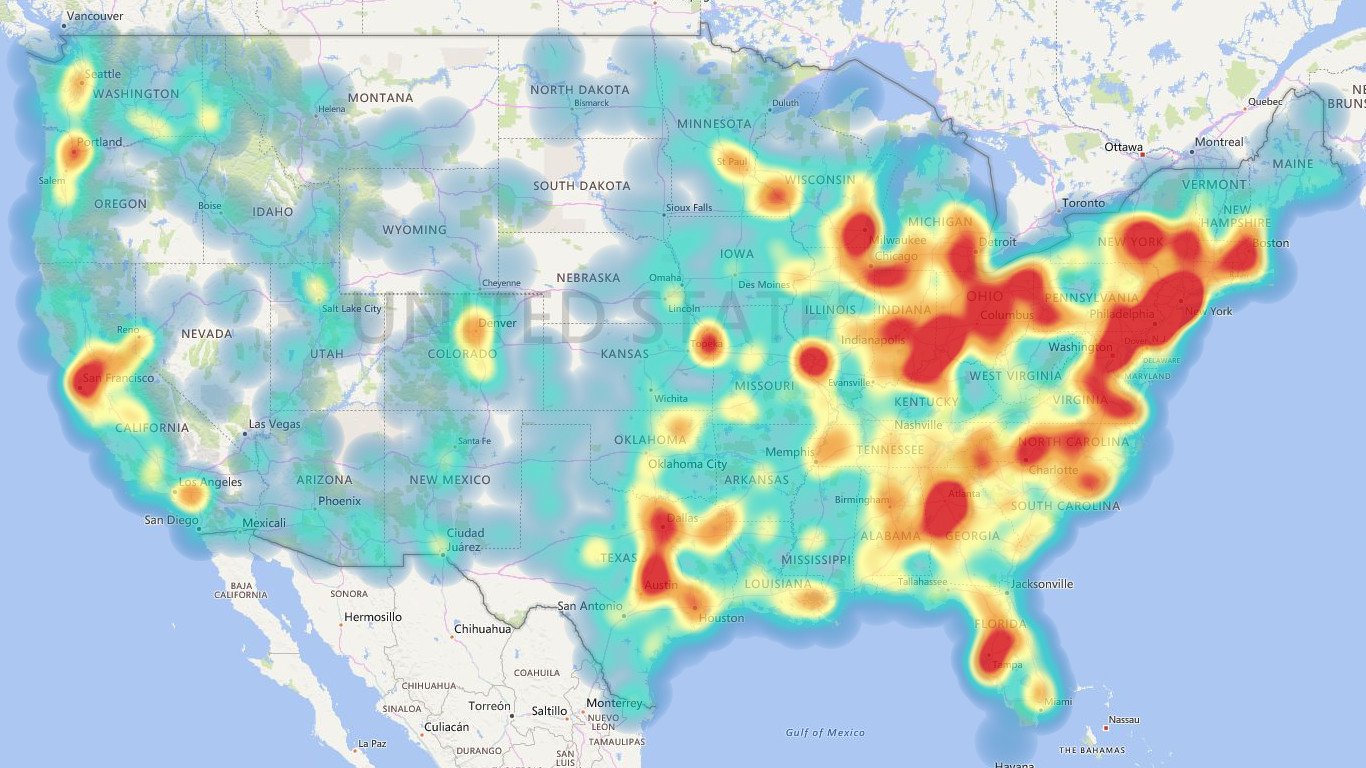 Vancouver
Seattle
WASHINGTON
Portland
Salem
OREGON
Boise
IDAHO
Helena
MONTANA
NORTH DAKOTA
Bismarck
MINNESOTA
Duluth
SOUTH DAKOTA
Sioux Falls
WYOMING
Cheyenne
NEBRASKA
St Paul
WISCONSIN
IOWA
Des Moines
Omaha
Lincoln
MICHIGAN
Milwaukee
Chicago
Detroit
Ottawa
Montreal
Quebec
Toronto
NE
BRUNS
MAINE
VERMONT
NEW
HAMPSHIRE
NEW YORK
Boston
PENNSYLVANIA
Philadelphia
New York
OHIO
Columbus
ILLINOIS
INDIANA
Indianapolis
Washington
Dover
DELAWARE
MARYLAND
WEST VIRGINIA
VIRGINIA
KENTUCKY
Evansville
UNITED STATE
Reno
NEVADA
Salt Lake City
UTAH
Denver
COLORADO
KANSAS
Topeka
MISSOURI
Wichita
San Francisco
CALIFORNIA
Las Vegas
Santa Fe
OKLAHOMA
Oklahoma City
Nashville
TENNESSEE
Memphis
ARKANSAS
NORTH CAROLINA
Charlotte
SOUTH CAROLINA
Los Angeles
San Diego
Mexicali
ARIZONA
Phoenix
NEW MEXICO
Ciudad
Juárez
Dallas
TEXAS
Austin
San Antonio
Houston
LOUISIANA
MISSISSIPPI
Birmingham
ALABAMA
Atlanta
GEORGIA
Tallahassee
Jacksonville
FLORIDA
Tampa
Miami
BAJA
CALIFORNIA
SONORA
Hermosillo
Chihuahua
CHIHUAHUA
COAHUILA
SINALOA
Culiacán
Torreón
Saltillo
Monterrey
NUEVO
LEÓN
TAMAULIPAS
La Paz
DURANGO
SAN
LUIS
Gulf of Mexico
Nassau
THE BAHAMAS
Havana